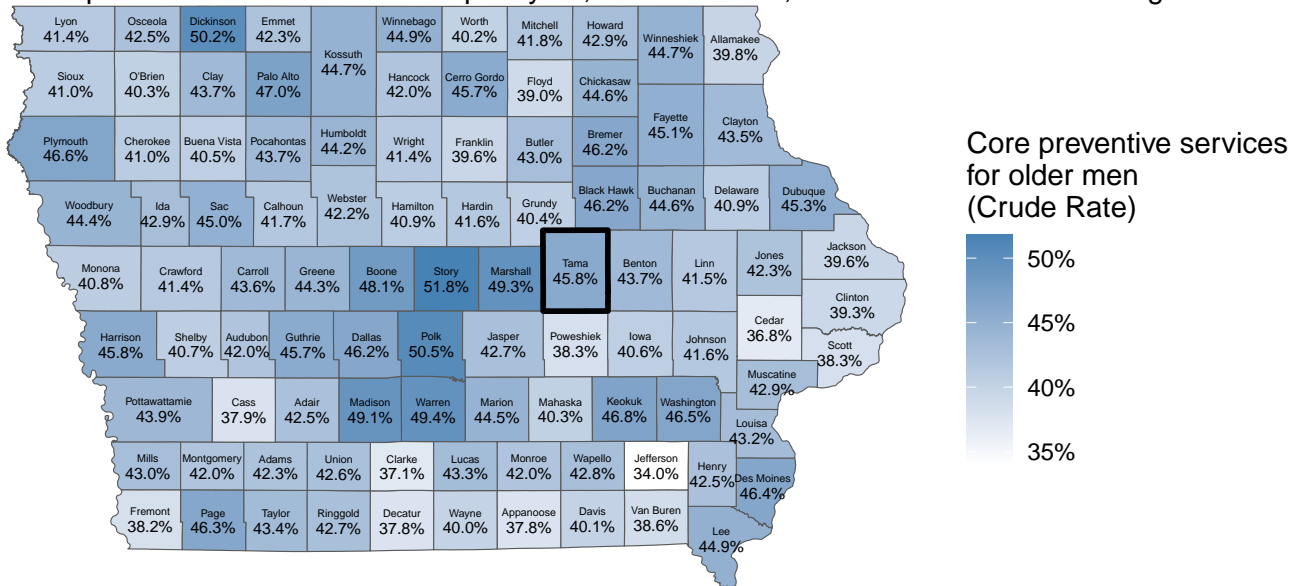 Lyon Osceola Dickinson Emmet Winnebago Worth Mitchell Howard Winneshiek Allamakee
41.4% 42.5% 50.2% 42.3% 44.9% 40.2% 41.8% 42.9% 44.7% 39.8%
Kossuth
44.7%
Sioux O'Brien Clay Palo Alto Hancock Cerro Gordo Floyd Chickasaw
41.0% 40.3% 43.7% 47.0% 42.0% 45.7% 39.0% 44.6%
Fayette Clayton
45.1% 43.5%
Plymouth Cherokee Buena Vista Pocahontas Humboldt Wright Franklin Butler Bremer
46.6% 41.0% 40.5% 43.7% 44.2% 41.4% 39.6% 43.0% 46.2%
Woodbury Ida Sac Calhoun Webster Hamilton Hardin Grundy Black Hawk Buchanan Delaware Dubuque
44.4% 42.9% 45.0% 41.7% 42.2% 40.9% 41.6% 40.4% 46.2% 44.6% 40.9% 45.3%
Monona Crawford Carroll Greene Boone Story Marshall Tama Benton Linn Jones Jackson
40.8% 41.4% 43.6% 44.3% 48.1% 51.8% 49.3% 45.8% 43.7% 41.5% 42.3% 39.6%
Clinton
39.3%
Harrison Shelby Audubon Guthrie Dallas Polk Jasper Poweshiek Iowa Johnson Cedar Scott
45.8% 40.7% 42.0% 45.7% 46.2% 50.5% 42.7% 38.3% 40.6% 41.6% 36.8% 38.3%
Muscatine
42.9%
Pottawattamie Cass Adair Madison Warren Marion Mahaska Keokuk Washington
43.9% 37.9% 42.5% 49.1% 49.4% 44.5% 40.3% 46.8% 46.5%
Louisa
43.2%
Mills Montgomery Adams Union Clarke Lucas Monroe Wapello Jefferson Henry Des Moines
43.0% 42.0% 42.3% 42.6% 37.1% 43.3% 42.0% 42.8% 34.0% 42.5% 46.4%
Fremont Page Taylor Ringgold Decatur Wayne Appanoose Davis Van Buren
38.2% 46.3% 43.4% 42.7% 37.8% 40.0% 37.8% 40.1% 38.6%
Lee
44.9%
Core preventive services
for older men
(Crude Rate)
50%
45%
40%
35%